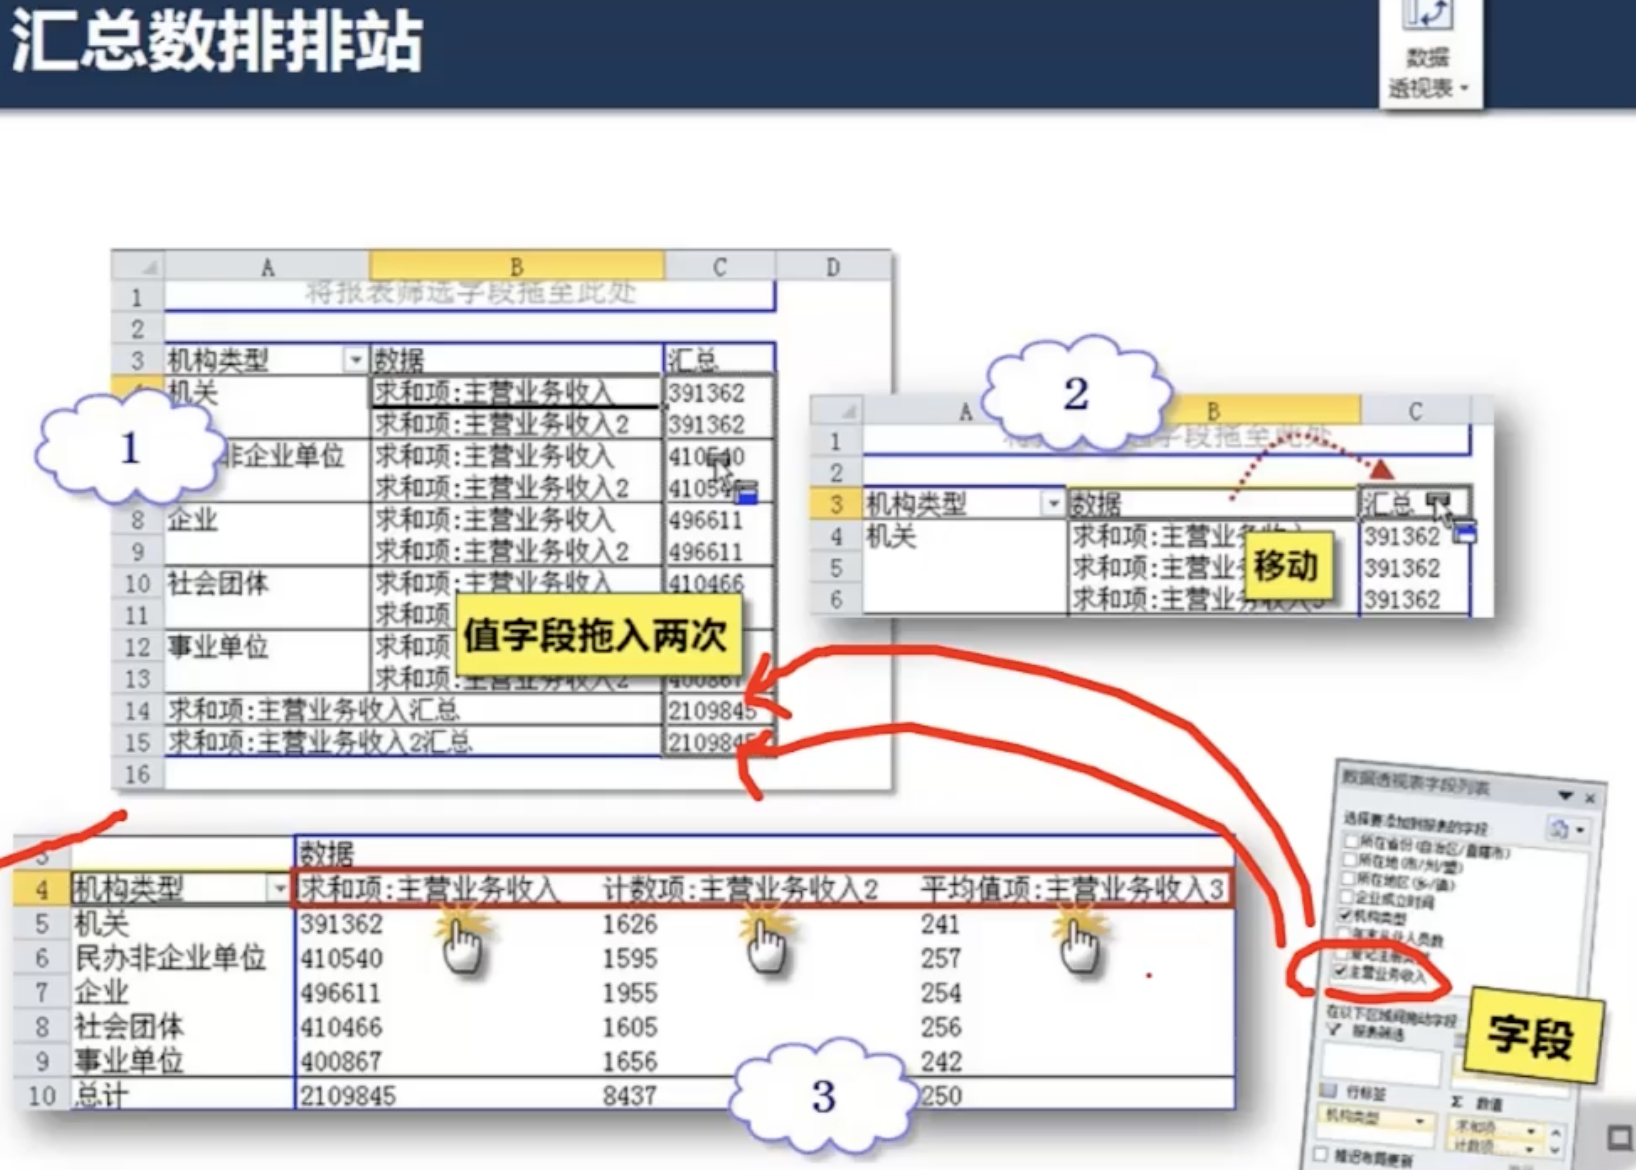 汇总数排排站
数据
透视表
A B C D
1 将报表筛选字段拖至此处
2
3 机构类型 数据 汇总
机关 求和项:主营业务收入 391362
求和项:主营业务收入2 391362
非企业单位 求和项:主营业务收入 410540
求和项:主营业务收入2
8 企业 求和项:主营业务收入 496611
9 求和项:主营业务收入2 496611
10 社会团体 求和项:主营业务收入 410466
11 求和项
12 事业单位 求和项
13 求和项:主营业务收入2 400867
14 求和项:主营业务收入汇总 2109845
15 求和项:主营业务收入2汇总 2109845
16
1
值字段拖入两次
2
A B C
1 字段拖至此处
2
3 机构类型 数据 汇总
4 机关 求和项:主营业务 391362
5 求和项:主营业 391362
6 求和项:主营业务 391362
移动
3 数据
4 机构类型 求和项:主营业务收入 计数项:主营业务收入2 平均值项:主营业务收入3
5 机关 391362 1626 241
6 民办非企业单位 410540 1595 257
7 企业 496611 1955 254
8 社会团体 410466 1605 256
9 事业单位 400867 1656 242
10 总计 2109845 8437 250
3
数据透视表字段列表
选择要添加到报表的字段
所在省份(自治区/直辖市)
所在地(市/州/盟)
所在地区(乡/镇)
企业成立时间
机构类型
主营业务收入
在以下区域间拖动字段
报表筛选
字段
行标签 Σ 数值
机构类型 求和项
计数项
推迟布局更新